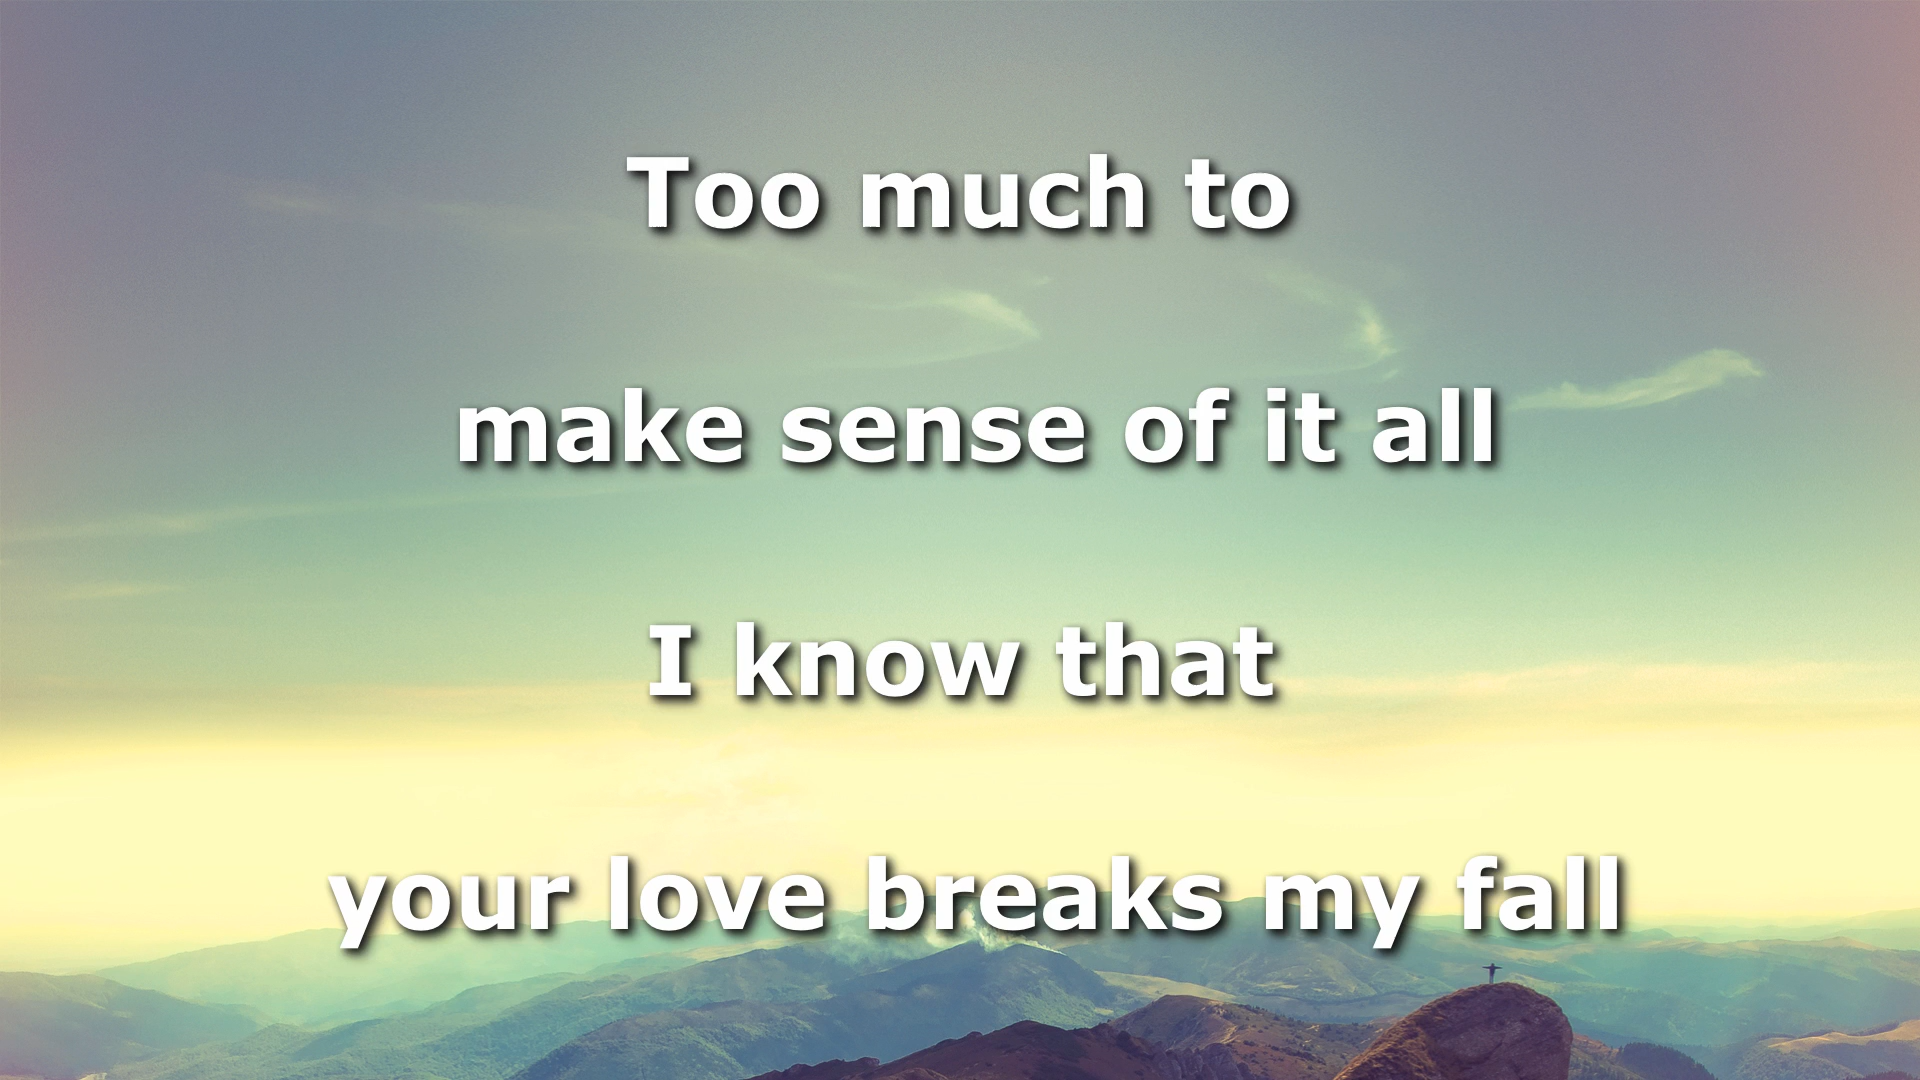 Too much to
make sense of it all
I know that
your love breaks my fall